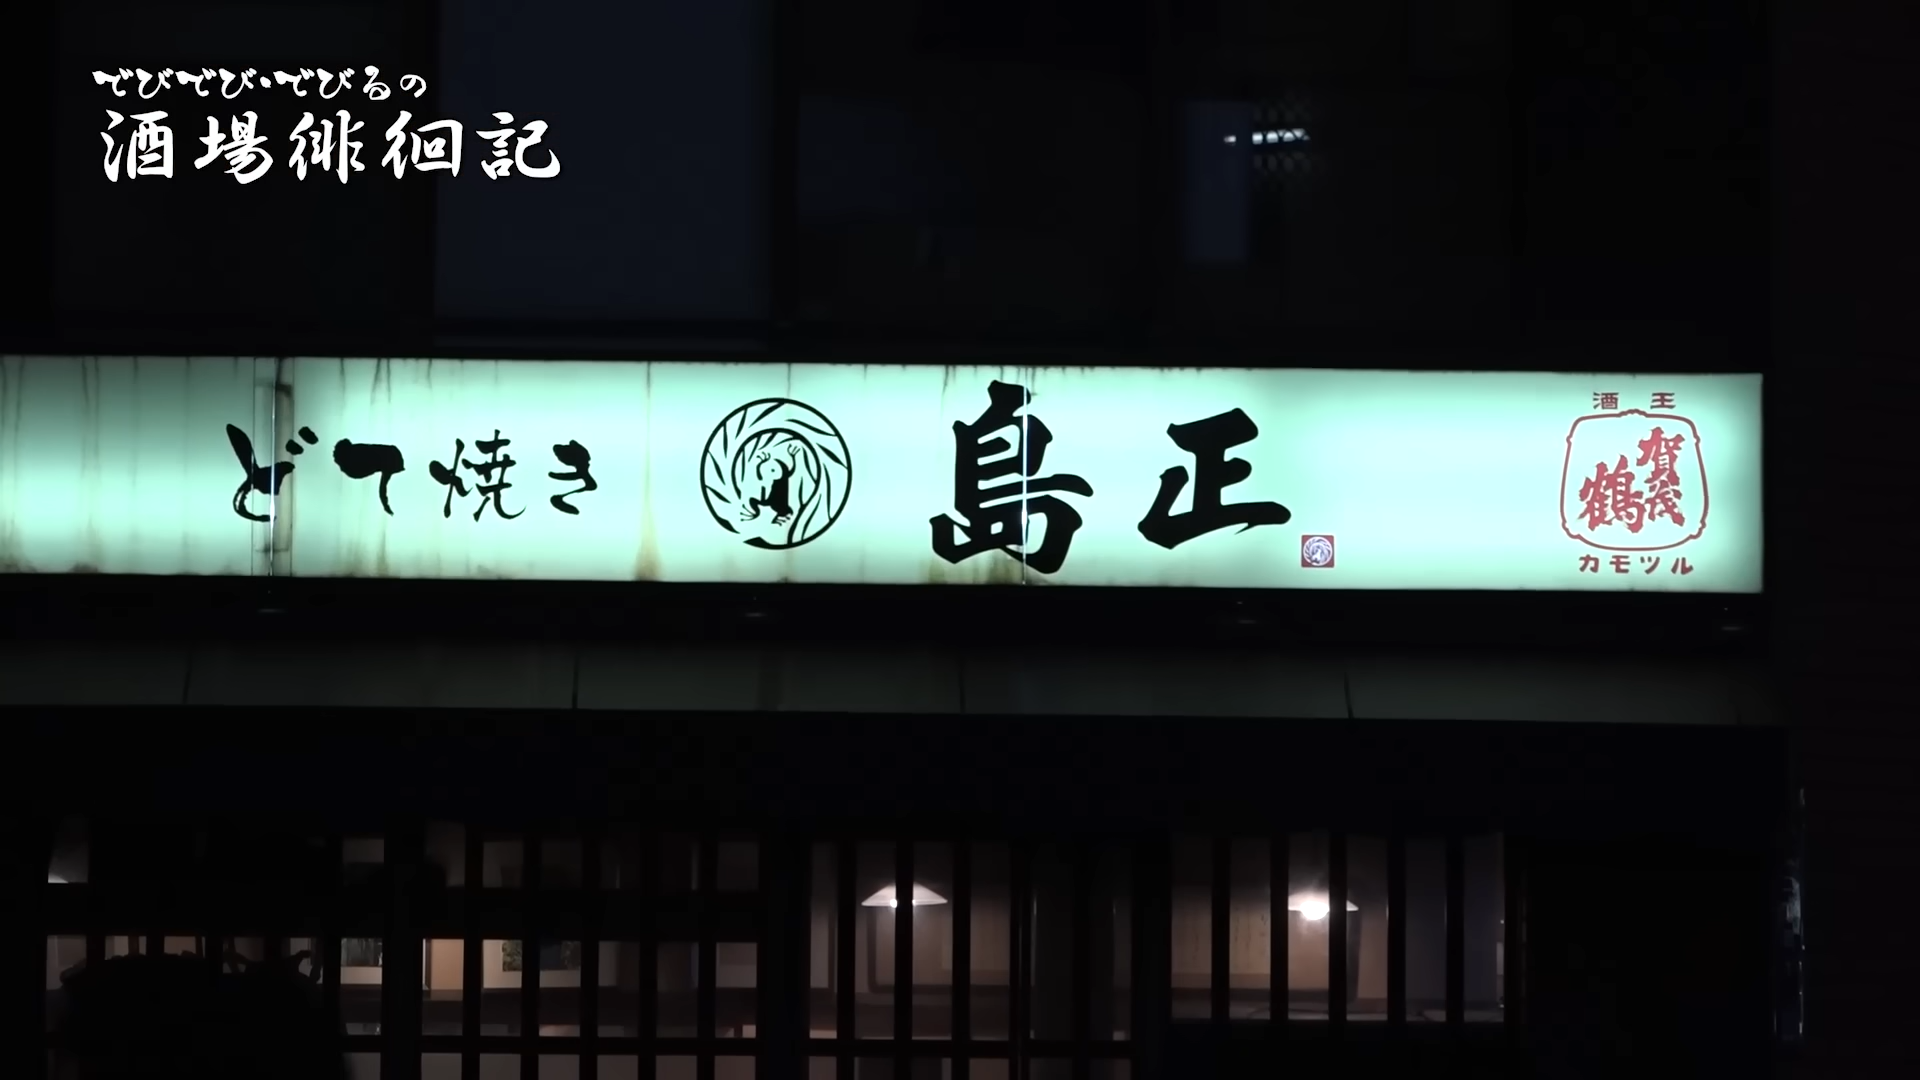 でびでび・でびるの
酒場徘徊記
どて焼き 島正
酒王
賀茂鶴
カモツル